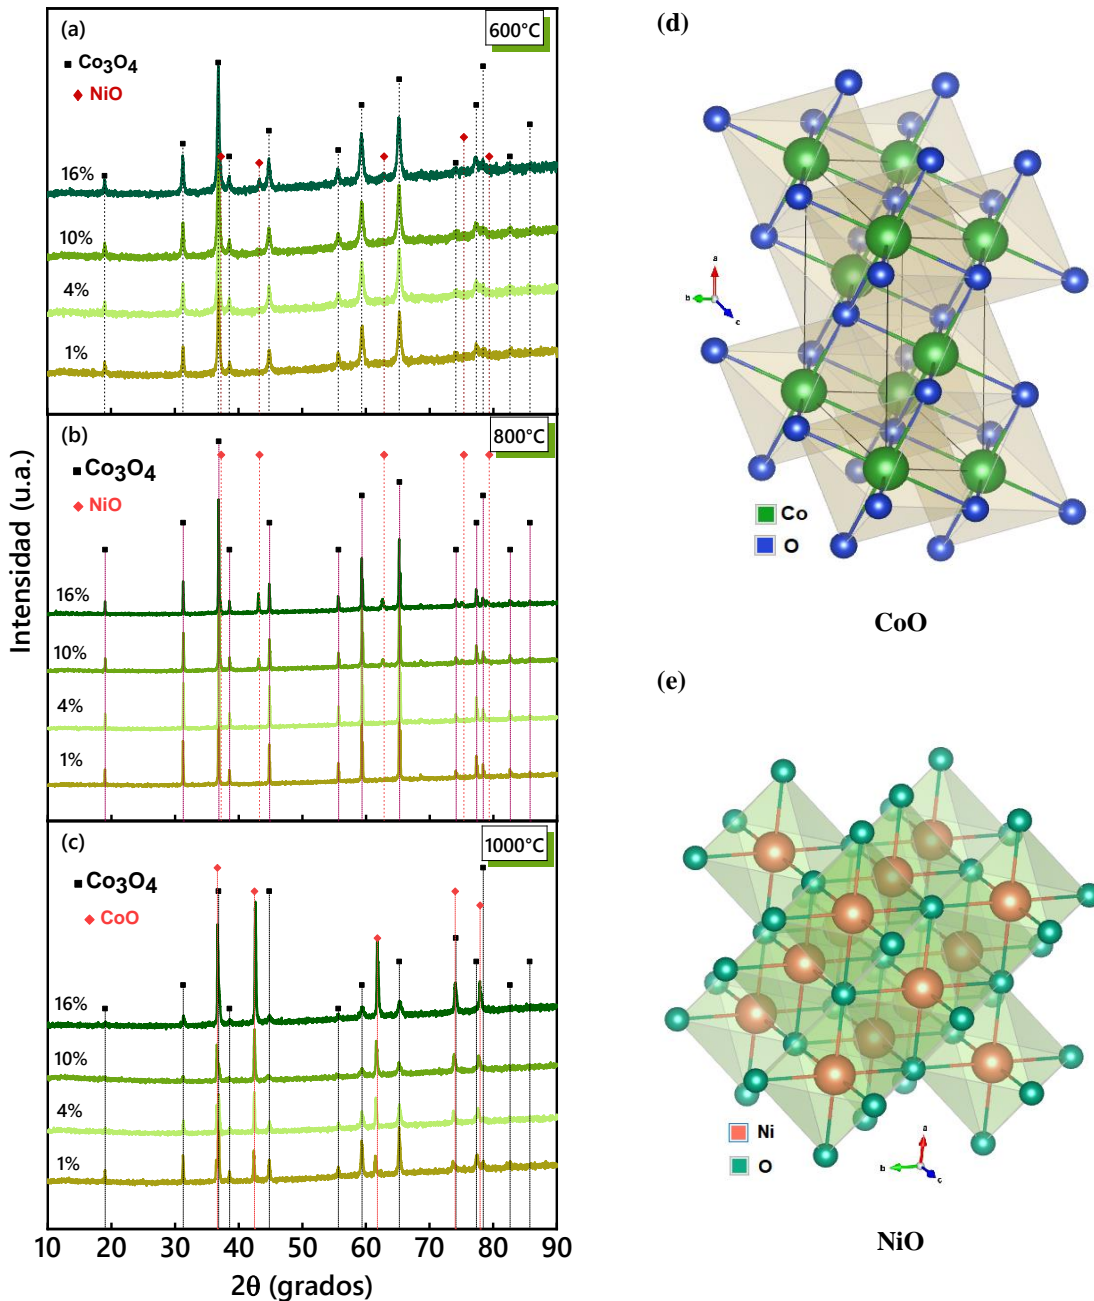 (a)
600°C
Co3O4
NiO
16%
10%
4%
1%
(b)
800°C
Co3O4
NiO
16%
10%
4%
1%
(c)
1000°C
Co3O4
CoO
16%
10%
4%
1%
10 20 30 40 50 60 70 80 90
2θ (grados)
Intensidad (u.a.)
(d)
a
b
c
Co
O
CoO
(e)
Ni
O
a
b
c
NiO